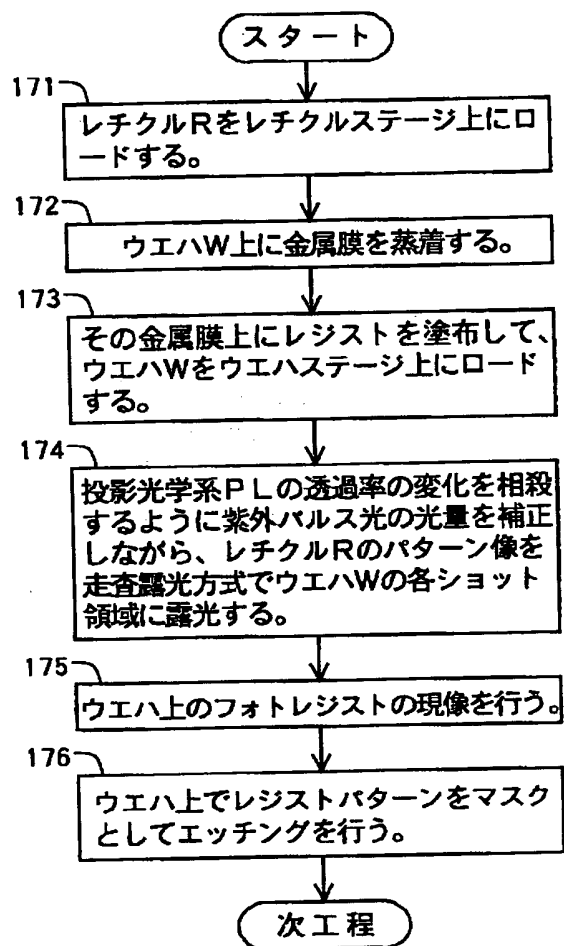 スタート
171
レチクルRをレチクルステージ上にロ
ードする。
172
ウエハW上に金属膜を蒸着する。
173
その金属膜上にレジストを塗布して、
ウエハWをウエハステージ上にロード
する。
174
投影光学系PLの透過率の変化を相殺
するように紫外パルス光の光量を補正
しながら、レチクルRのパターン像を
走査露光方式でウエハWの各ショット
領域に露光する。
175
ウエハ上のフォトレジストの現像を行う。
176
ウエハ上でレジストパターンをマスク
としてエッチングを行う。
次工程